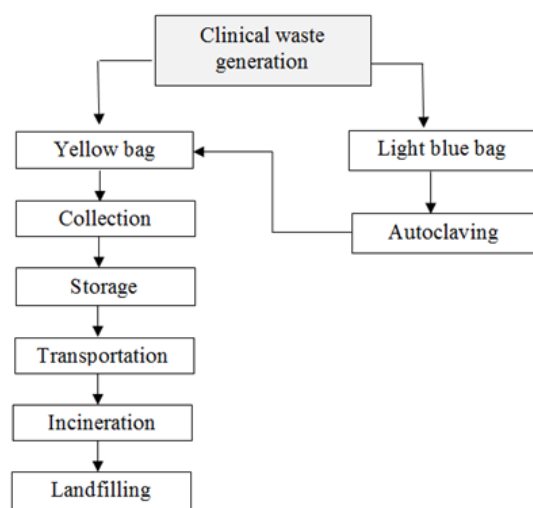 Clinical waste
generation
Yellow bag
Light blue bag
Collection
Autoclaving
Storage
Transportation
Incineration
Landfilling